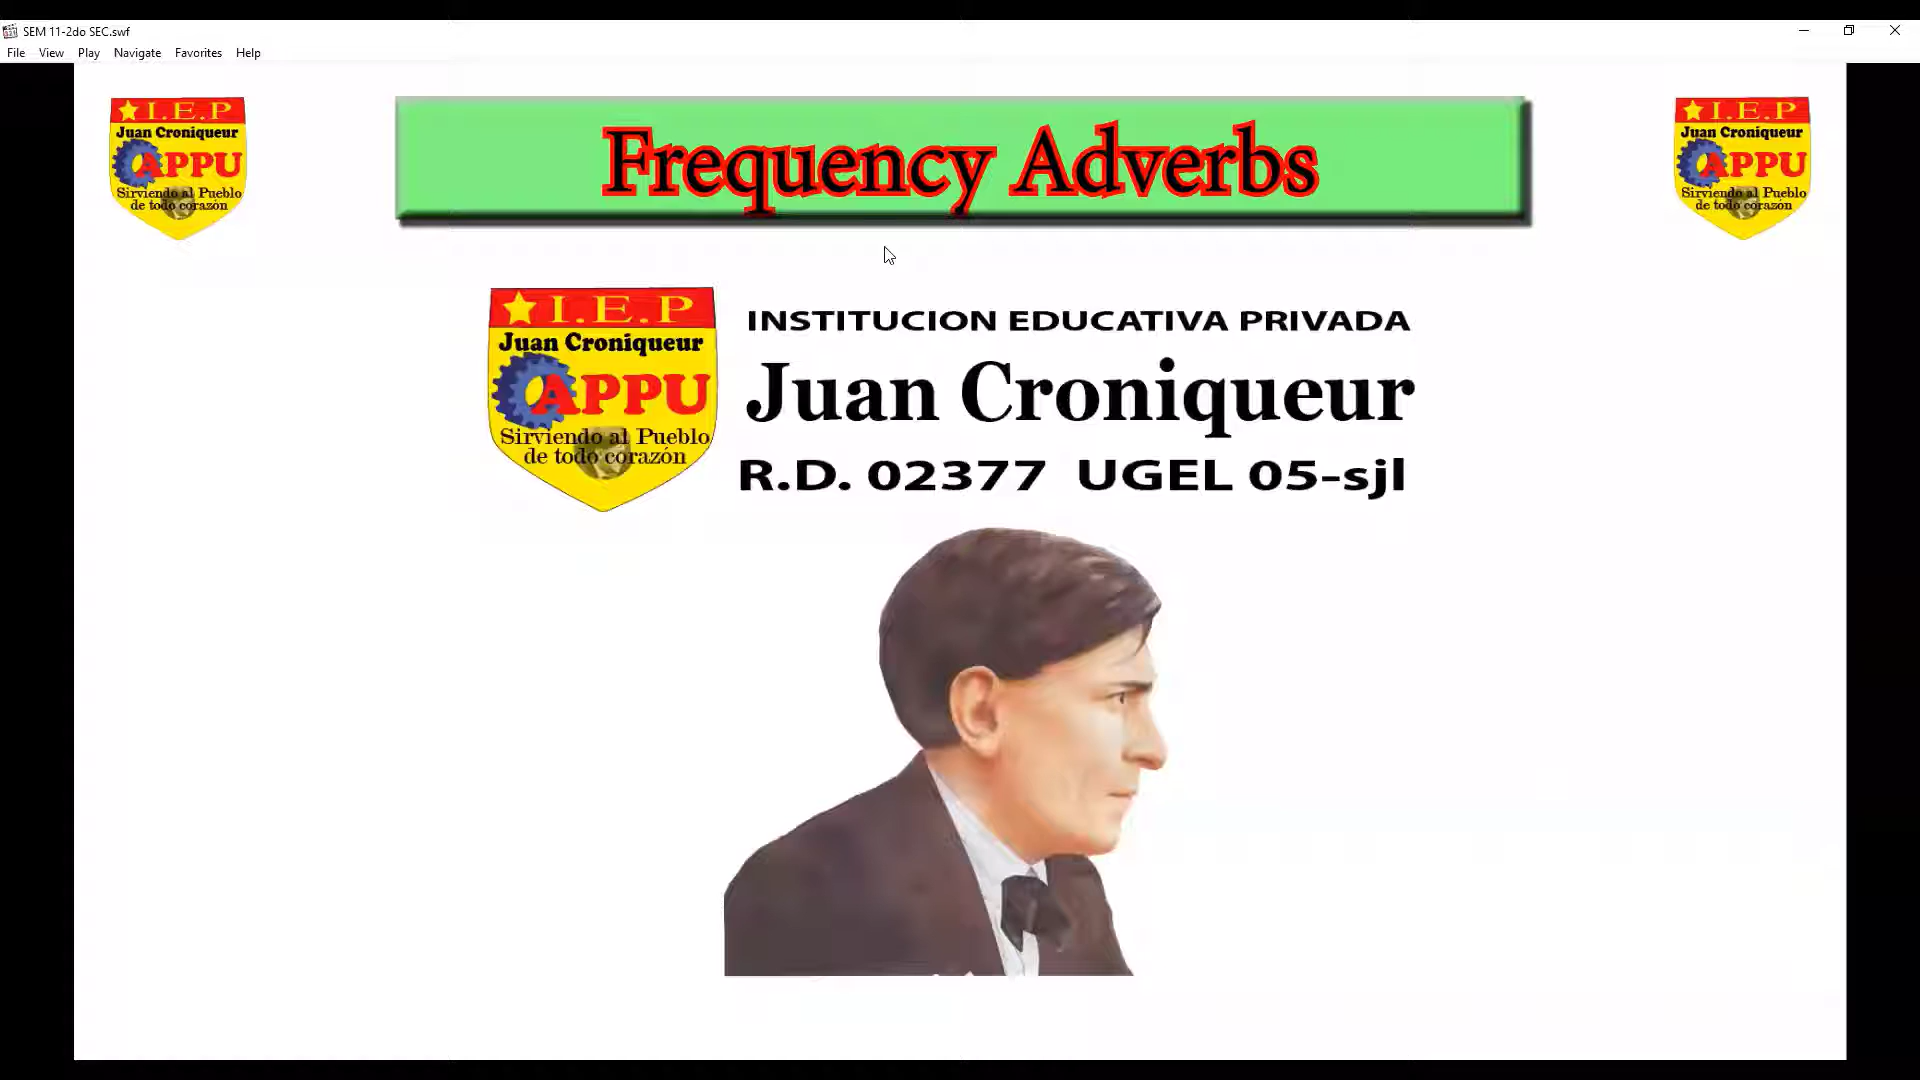 SEM 11-2do SEC.swf
File View Play Navigate Favorites Help
I.E.P
Juan Croniqueur
APPU
Sirviendo al Pueblo
de todo corazón
Frequency Adverbs
I.E.P
Juan Croniqueur
APPU
Sirviendo al Pueblo
de todo corazón
I.E.P
Juan Croniqueur
APPU
Sirviendo al Pueblo
de todo corazón
INSTITUCION EDUCATIVA PRIVADA
Juan Croniqueur
R.D. 02377 UGEL 05-sjl